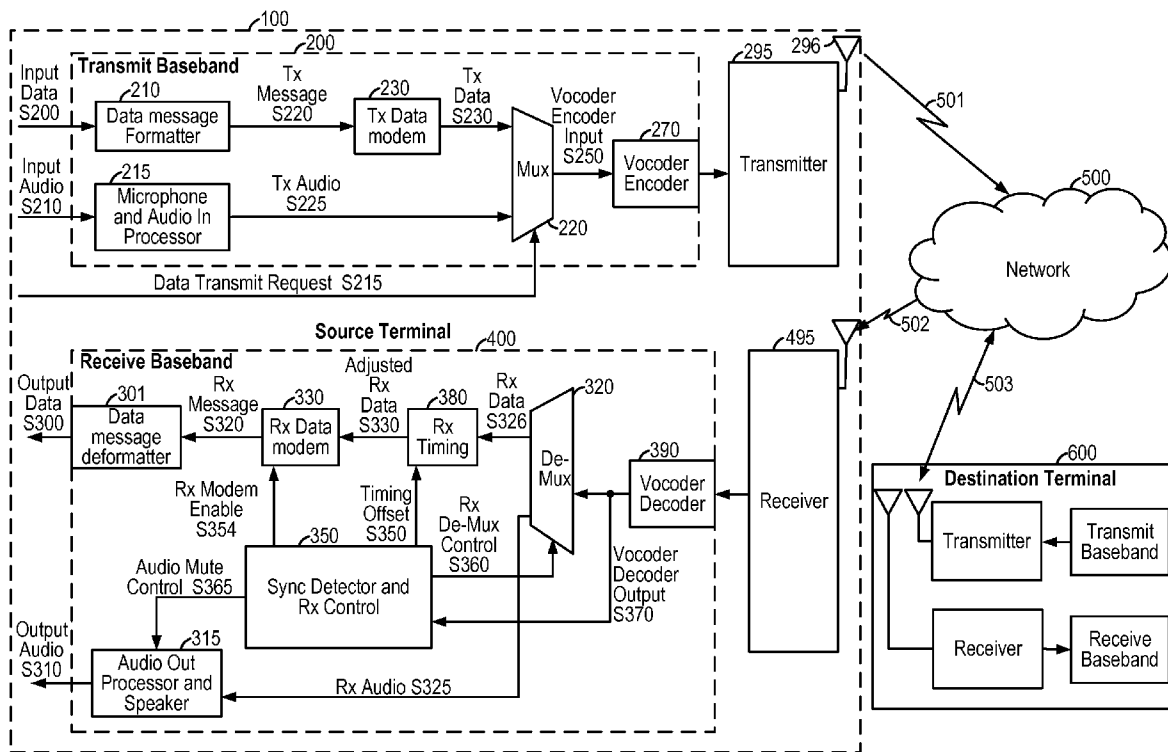 100
200
Transmit Baseband
Input
Data
S200
210
Data message
Formatter
Tx
Message
S220
230
Tx Data
modem
Tx
Data
S230
Vocoder
Encoder
Input
S250
270
Vocoder
Encoder
Mux
220
Input
Audio
S210
215
Microphone
and Audio In
Processor
Tx Audio
S225
Data Transmit Request S215
295
296
Transmitter
501
500
Network
502
503
Source Terminal
400
Receive Baseband
Output
Data
S300
301
Data
message
deformatter
Rx
Message
S320
330
Rx Data
modem
Adjusted
Rx
Data
S330
380
Rx
Timing
Rx
Data
S326
320
De-
Mux
390
Vocoder
Decoder
495
Receiver
Rx Modem
Enable
S354
Timing
Offset
S350
Rx
De-Mux
Control
S360
Vocoder
Decoder
Output
S370
350
Sync Detector and
Rx Control
Audio Mute
Control S365
Output
Audio
S310
315
Audio Out
Processor and
Speaker
Rx Audio S325
600
Destination Terminal
Transmitter
Transmit
Baseband
Receiver
Receive
Baseband